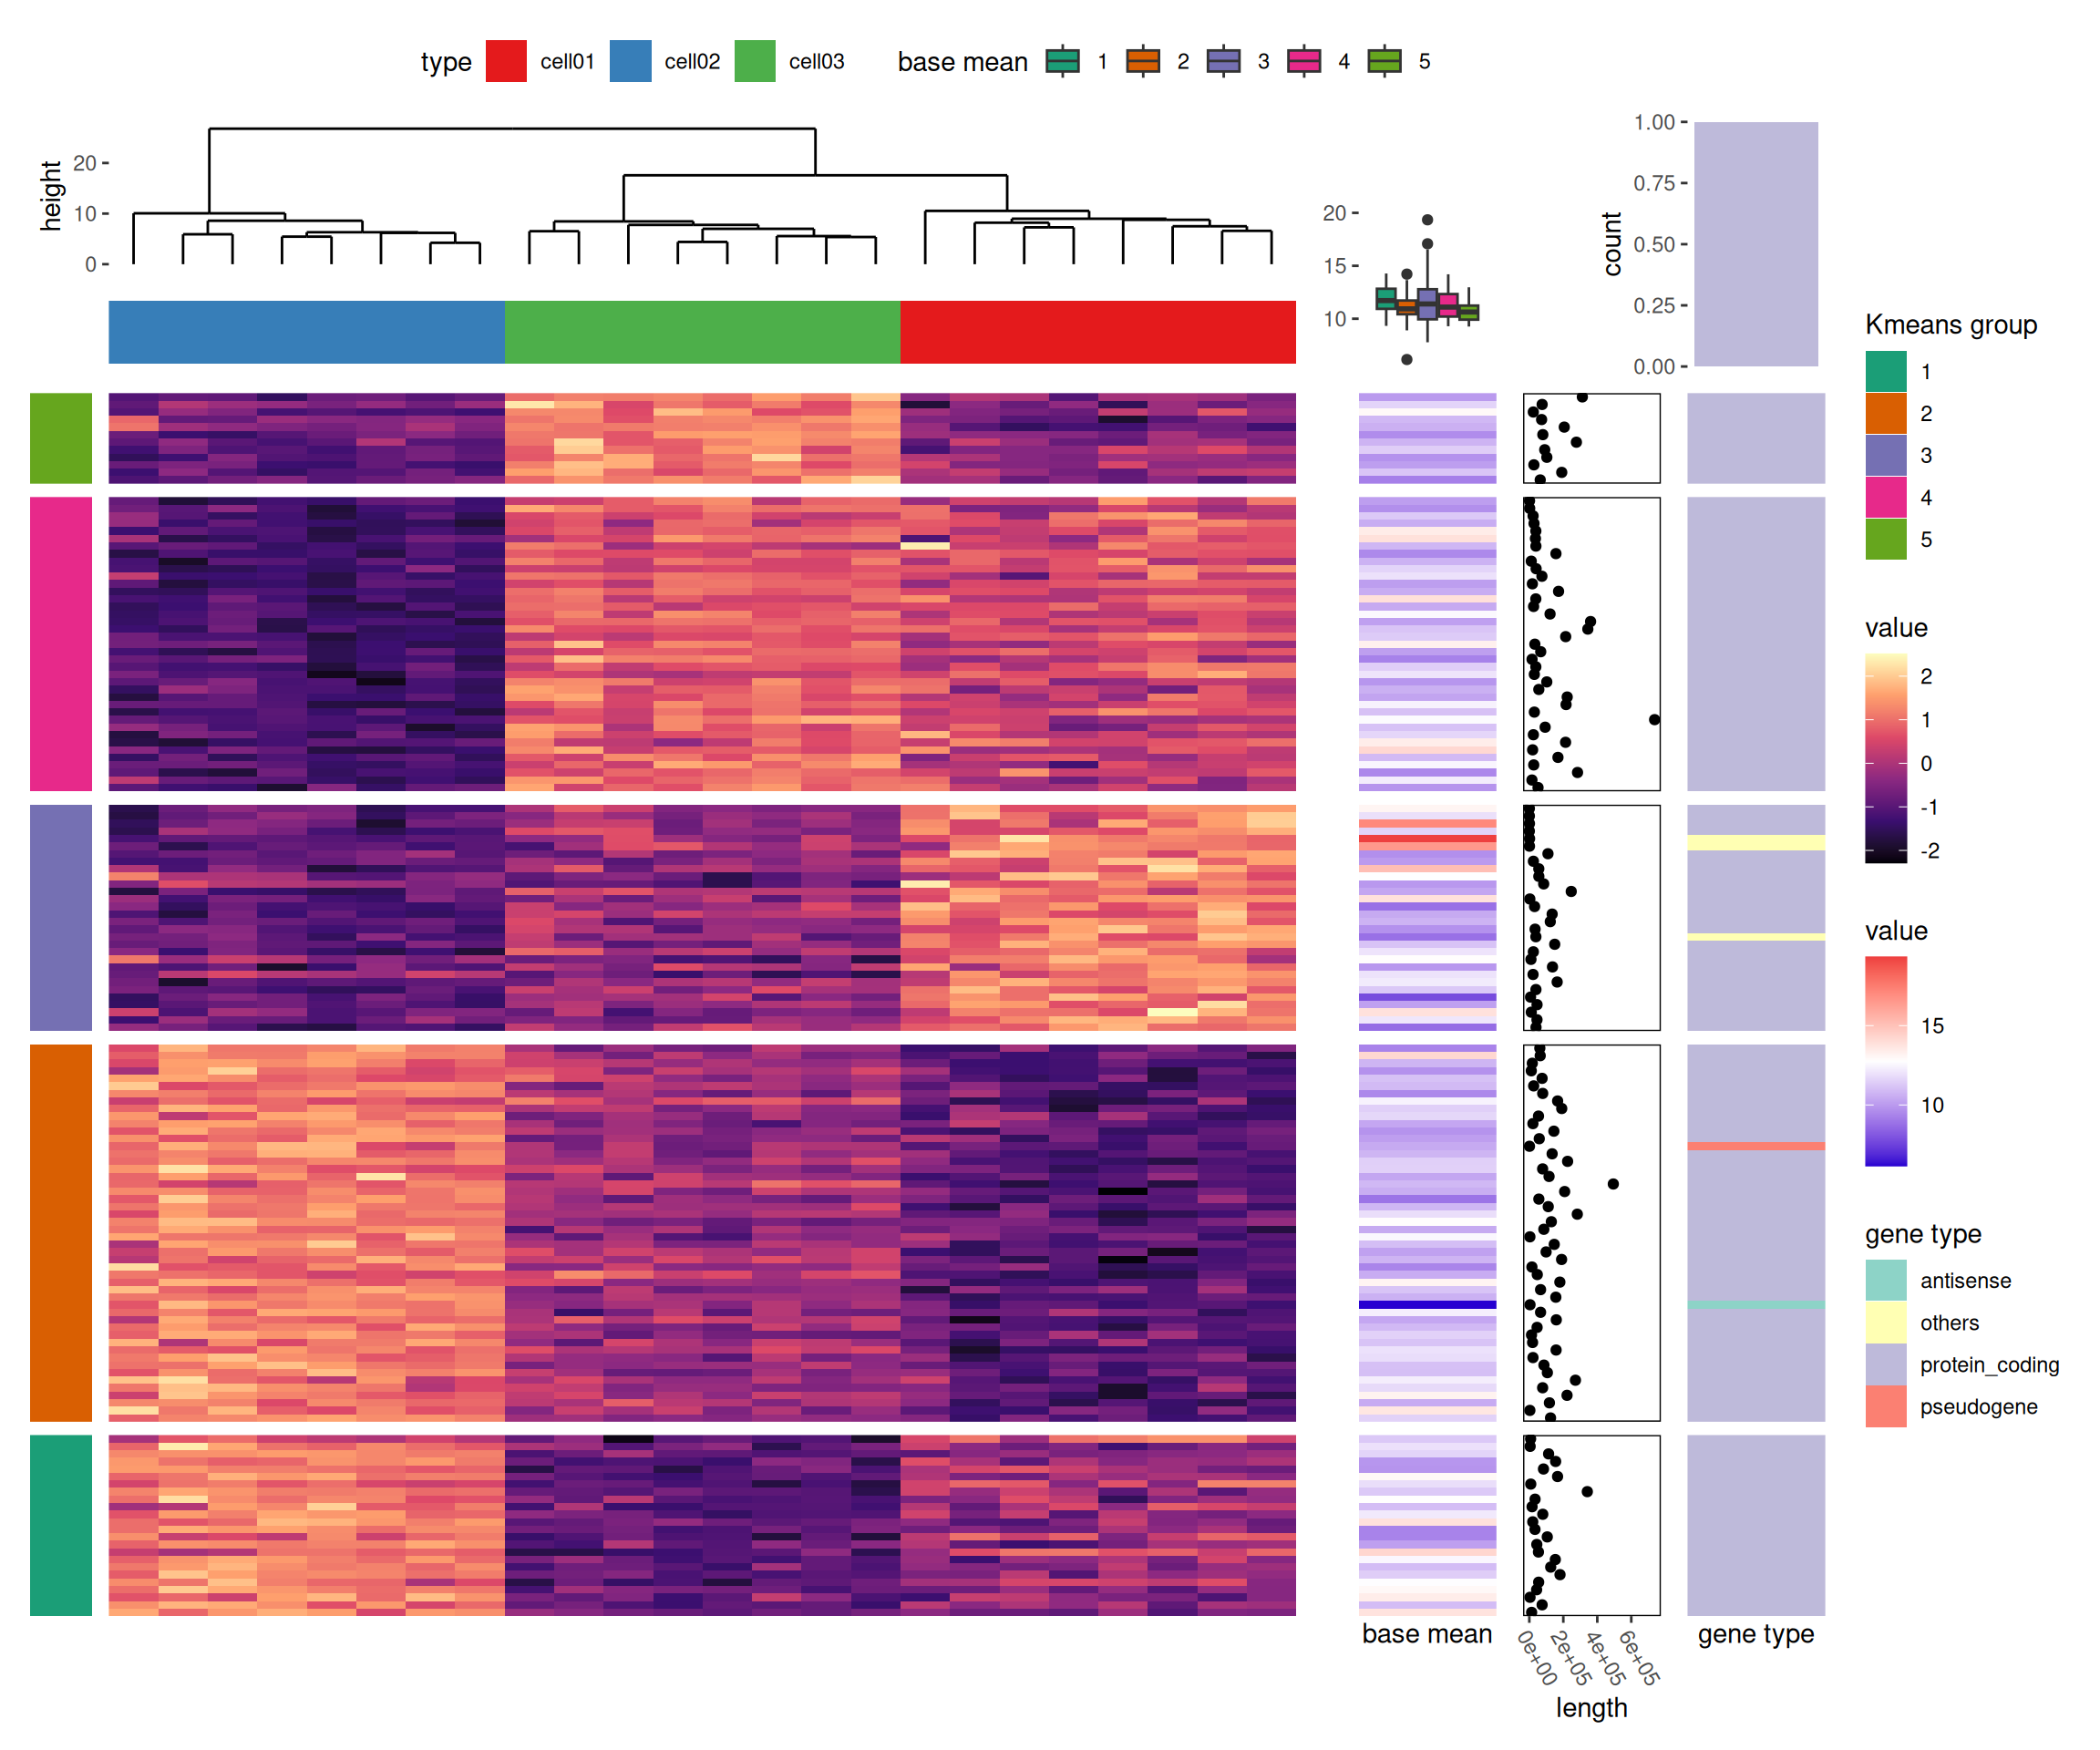 type cell01 cell02 cell03 base mean 1 2 3 4 5
height
20
10
0
20
15
10
count
1.00
0.75
0.50
0.25
0.00
Kmeans group
1
2
3
4
5
value
2
1
0
-1
-2
value
15
10
gene type
antisense
others
protein_coding
pseudogene
base mean
0e+00 2e+05 4e+05 6e+05
length
gene type